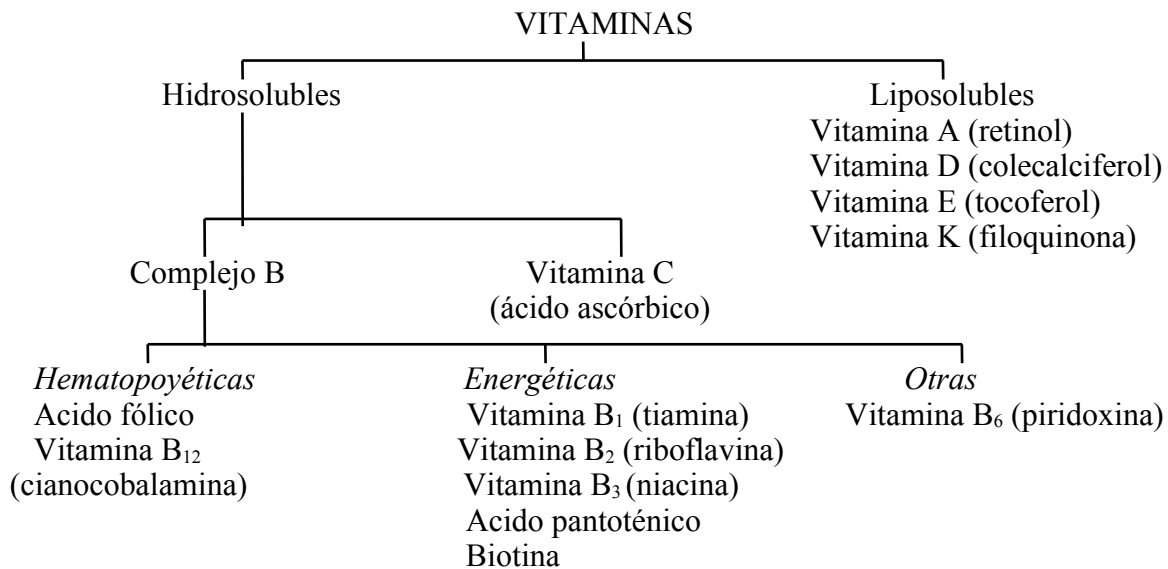 VITAMINAS
Hidrosolubles
Liposolubles
Vitamina A (retinol)
Vitamina D (colecalciferol)
Vitamina E (tocoferol)
Vitamina K (filoquinona)
Complejo B
Vitamina C
(ácido ascórbico)
Hematopoyéticas
Acido fólico
Vitamina B₁₂
(cianocobalamina)
Energéticas
Vitamina B₁ (tiamina)
Vitamina B₂ (riboflavina)
Vitamina B₃ (niacina)
Acido pantoténico
Biotina
Otras
Vitamina B₆ (piridoxina)